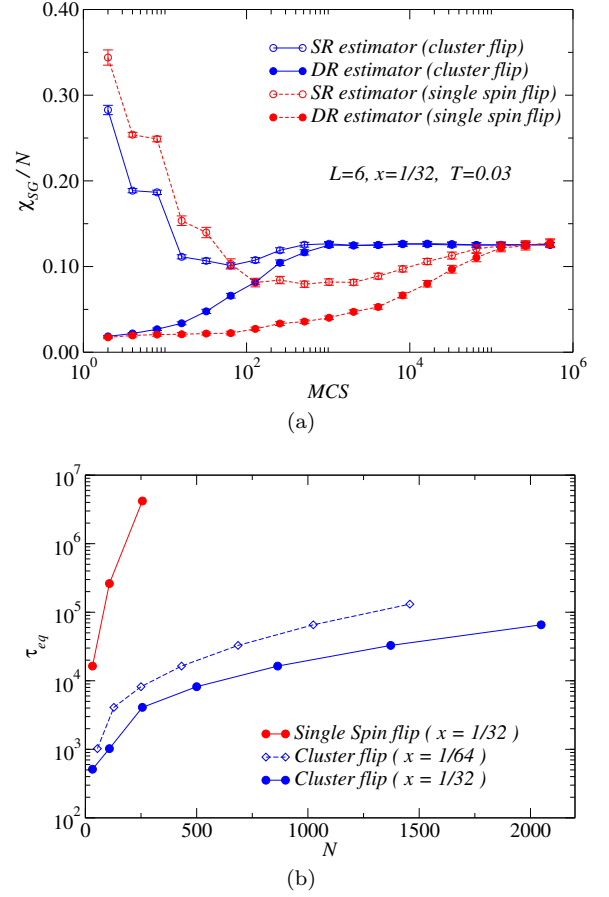 0.40
0.30
0.20
0.10
0.00
χ_SG/N
SR estimator (cluster flip)
DR estimator (cluster flip)
SR estimator (single spin flip)
DR estimator (single spin flip)
L=6, x=1/32, T=0.03
10^0 10^2 10^4 10^6
MCS
(a)
10^7
10^6
10^5
10^4
10^3
10^2
τ_eq
Single Spin flip ( x = 1/32 )
Cluster flip ( x = 1/64 )
Cluster flip ( x = 1/32 )
0 500 1000 1500 2000
N
(b)